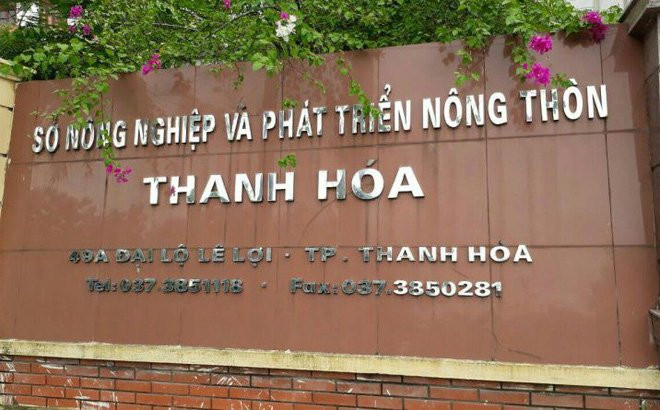 SỞ NÔNG NGHIỆP VÀ PHÁT TRIỂN NÔNG THÔN
THANH HÓA
49A ĐẠI LỘ LÊ LỢI · TP. THANH HÓA
Tel: 037.3851118 · Fax: 037.3850281